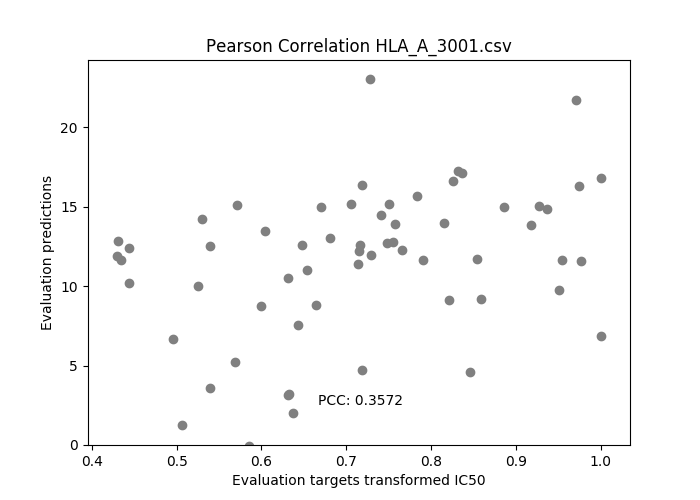 Pearson Correlation HLA_A_3001.csv
20
15
10
5
0
Evaluation predictions
PCC: 0.3572
0.4 0.5 0.6 0.7 0.8 0.9 1.0
Evaluation targets transformed IC50